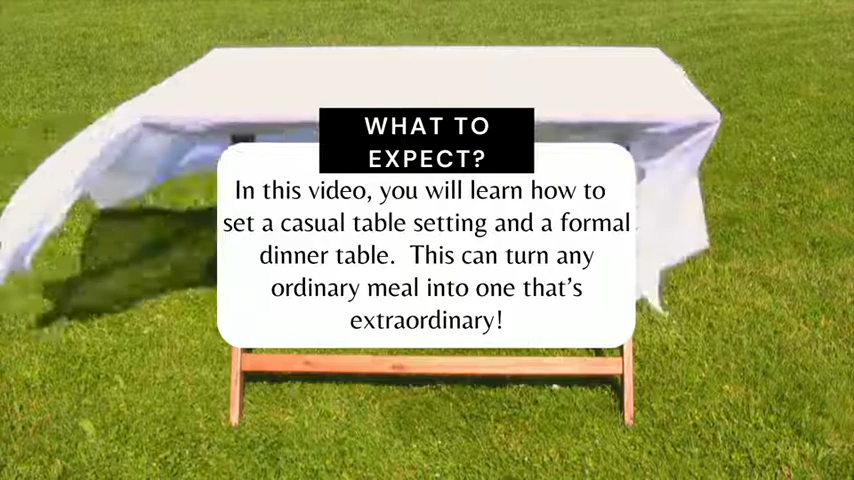 WHAT TO
EXPECT?
In this video, you will learn how to
set a casual table setting and a formal
dinner table.  This can turn any
ordinary meal into one that's
extraordinary!